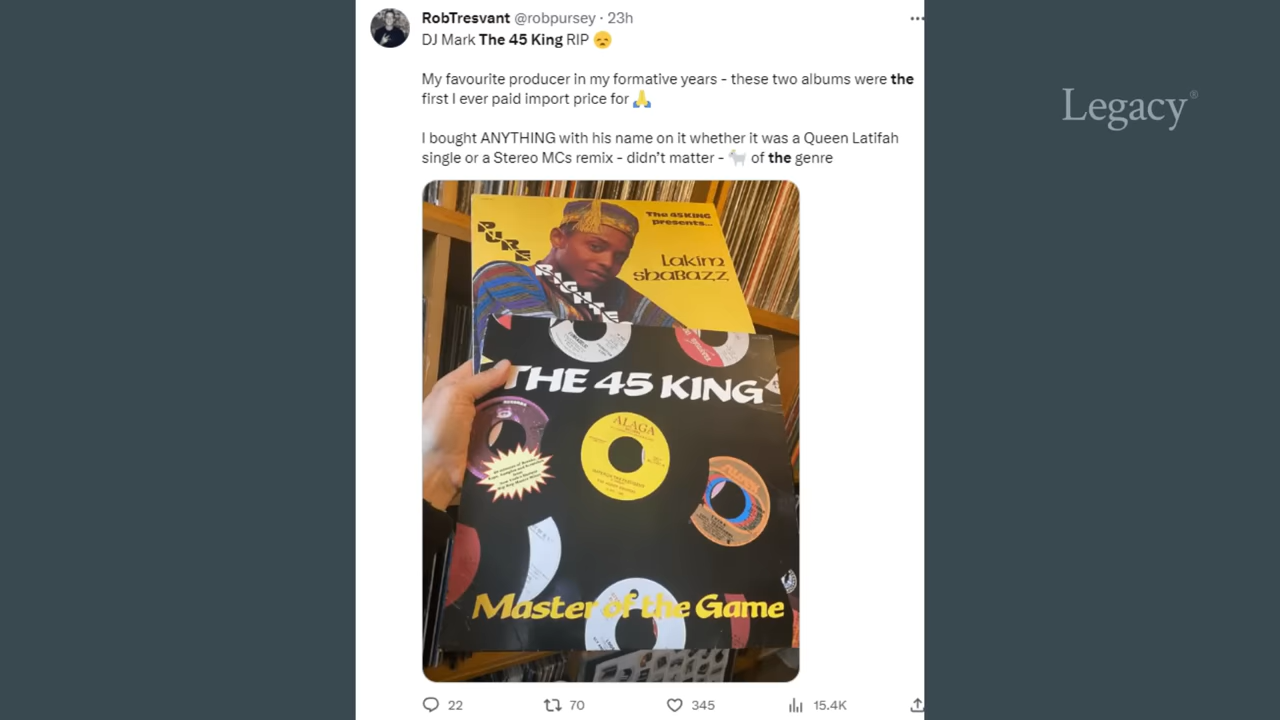 RobTresvant @robpursey · 23h
DJ Mark The 45 King RIP 😞
My favourite producer in my formative years - these two albums were the
first I ever paid import price for 🙏
I bought ANYTHING with his name on it whether it was a Queen Latifah
single or a Stereo MCs remix - didn't matter - 🐐 of the genre
Legacy®
The 45 KING
presents...
PURE
RIGHTE
Lakim
Shabazz
THE 45 KING
ALAGA
Master of the Game
22 70 345 15.4K